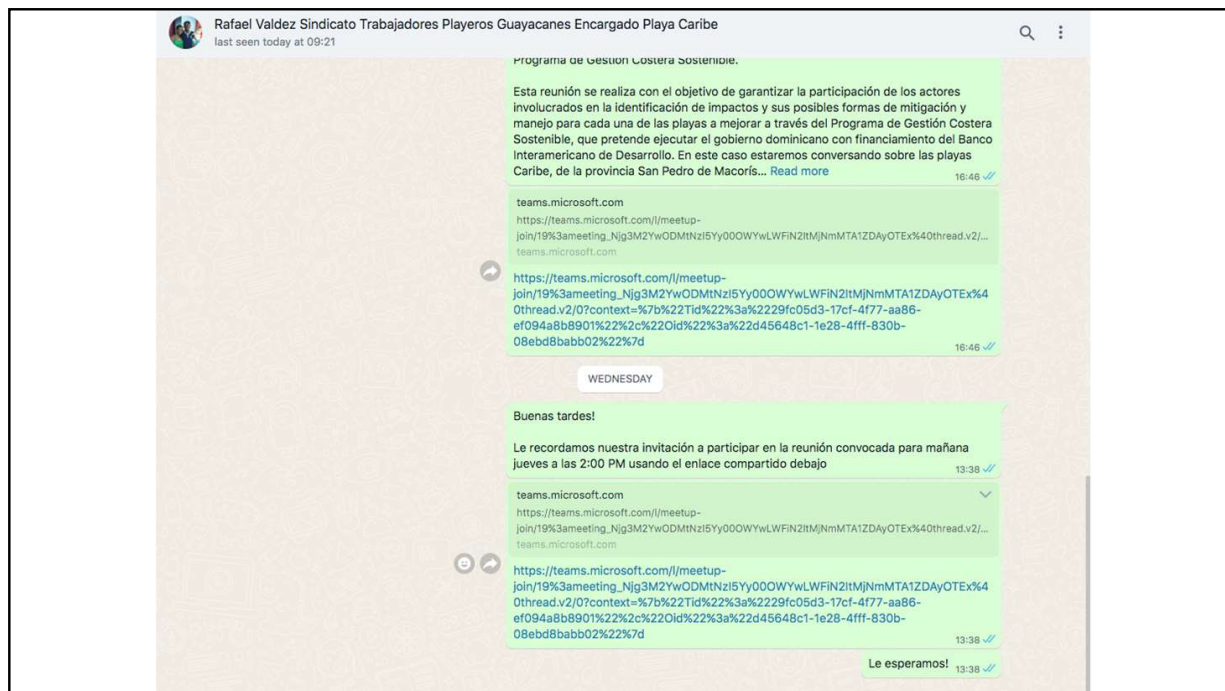 Rafael Valdez Sindicato Trabajadores Playeros Guayacanes Encargado Playa Caribe
last seen today at 09:21
Programa de Gestión Costera Sostenible.
Esta reunión se realiza con el objetivo de garantizar la participación de los actores
involucrados en la identificación de impactos y sus posibles formas de mitigación y
manejo para cada una de las playas a mejorar a través del Programa de Gestión Costera
Sostenible, que pretende ejecutar el gobierno dominicano con financiamiento del Banco
Interamericano de Desarrollo. En este caso estaremos conversando sobre las playas
Caribe, de la provincia San Pedro de Macorís... Read more
16:46
teams.microsoft.com
https://teams.microsoft.com/l/meetup-
join/19%3ameeting_Njg3M2YwODMtNzI5Yy00OWYwLWFiN2ItMjNmMTA1ZDAyOTEx%40thread.v2/...
teams.microsoft.com
https://teams.microsoft.com/l/meetup-
join/19%3ameeting_Njg3M2YwODMtNzI5Yy00OWYwLWFiN2ItMjNmMTA1ZDAyOTEx%4
0thread.v2/0?context=%7b%22Tid%22%3a%2229fc05d3-17cf-4f77-aa86-
ef094a8b8901%22%2c%22Oid%22%3a%22d45648c1-1e28-4fff-830b-
08ebd8babb02%22%7d
16:46
WEDNESDAY
Buenas tardes!
Le recordamos nuestra invitación a participar en la reunión convocada para mañana
jueves a las 2:00 PM usando el enlace compartido debajo
13:38
teams.microsoft.com
https://teams.microsoft.com/l/meetup-
join/19%3ameeting_Njg3M2YwODMtNzI5Yy00OWYwLWFiN2ItMjNmMTA1ZDAyOTEx%40thread.v2/...
teams.microsoft.com
https://teams.microsoft.com/l/meetup-
join/19%3ameeting_Njg3M2YwODMtNzI5Yy00OWYwLWFiN2ItMjNmMTA1ZDAyOTEx%4
0thread.v2/0?context=%7b%22Tid%22%3a%2229fc05d3-17cf-4f77-aa86-
ef094a8b8901%22%2c%22Oid%22%3a%22d45648c1-1e28-4fff-830b-
08ebd8babb02%22%7d
13:38
Le esperamos! 13:38